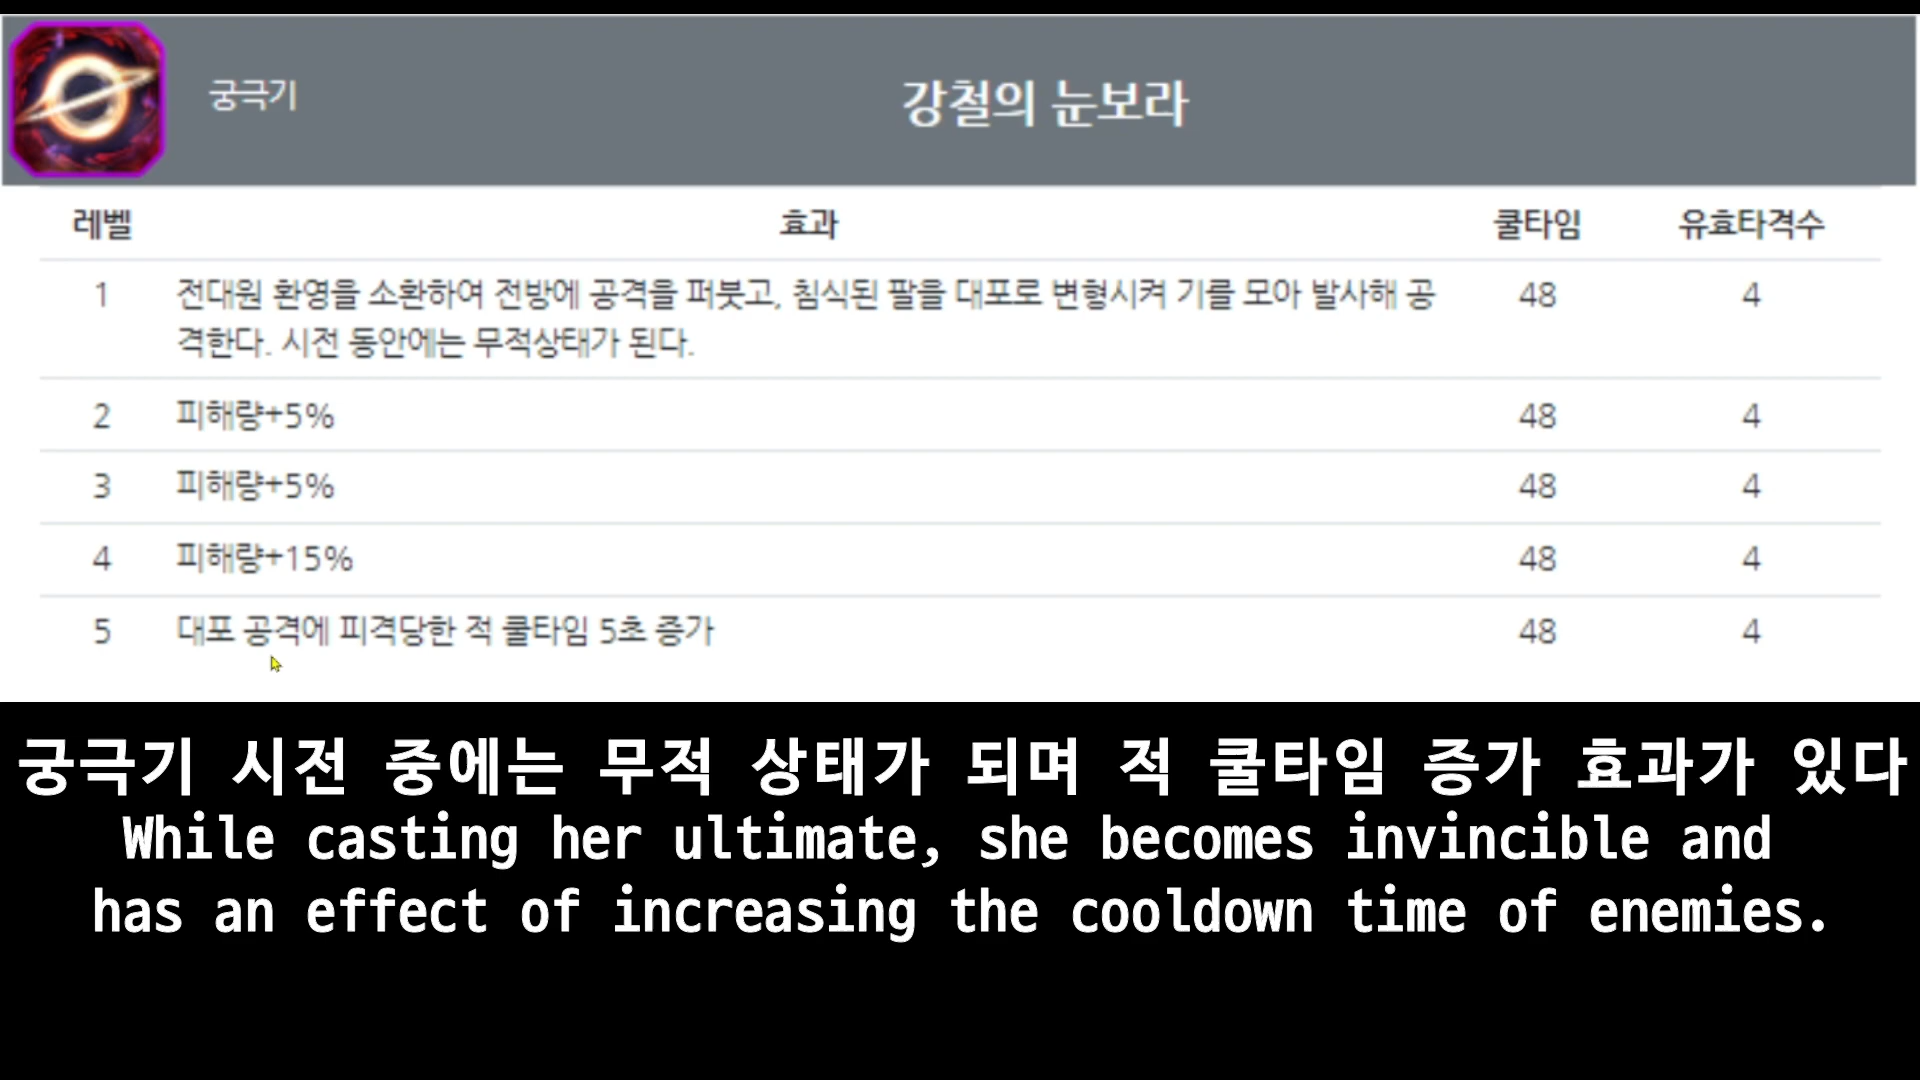 궁극기 강철의 눈보라
레벨 효과 쿨타임 유효타격수
1 전대원 환영을 소환하여 전방에 공격을 퍼붓고, 침식된 팔을 대포로 변형시켜 기를 모아 발사해 공 48 4
격한다. 시전 동안에는 무적상태가 된다.
2 피해량+5% 48 4
3 피해량+5% 48 4
4 피해량+15% 48 4
5 대포 공격에 피격당한 적 쿨타임 5초 증가 48 4
궁극기 시전 중에는 무적 상태가 되며 적 쿨타임 증가 효과가 있다
While casting her ultimate, she becomes invincible and
has an effect of increasing the cooldown time of enemies.